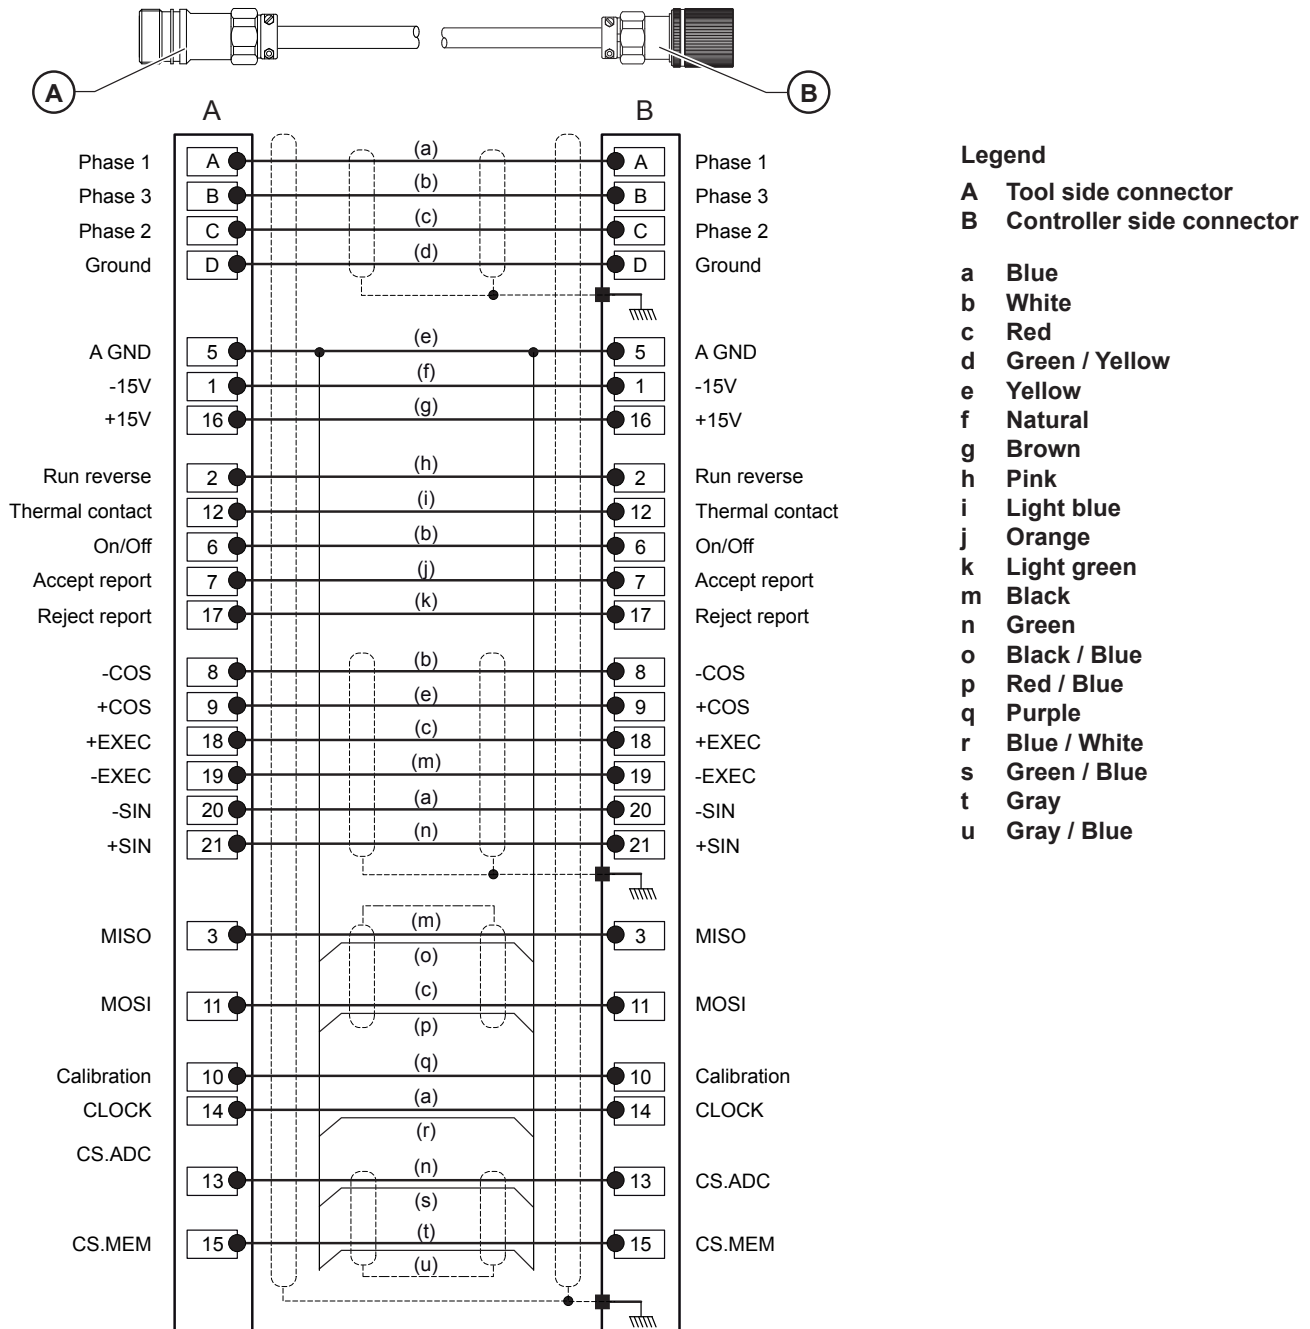 A
B
A
B
Phase 1 A (a) A Phase 1
Phase 3 B (b) B Phase 3
Phase 2 C (c) C Phase 2
Ground D (d) D Ground
A GND 5 (e) 5 A GND
-15V 1 (f) 1 -15V
+15V 16 (g) 16 +15V
Run reverse 2 (h) 2 Run reverse
Thermal contact 12 (i) 12 Thermal contact
On/Off 6 (b) 6 On/Off
Accept report 7 (j) 7 Accept report
Reject report 17 (k) 17 Reject report
-COS 8 (b) 8 -COS
+COS 9 (e) 9 +COS
+EXEC 18 (c) 18 +EXEC
-EXEC 19 (m) 19 -EXEC
-SIN 20 (a) 20 -SIN
+SIN 21 (n) 21 +SIN
MISO 3 (m) 3 MISO
(o)
MOSI 11 (c) 11 MOSI
(p)
Calibration 10 (q) 10 Calibration
CLOCK 14 (a) 14 CLOCK
(r)
CS.ADC
13 (n) 13 CS.ADC
(s)
CS.MEM 15 (t) 15 CS.MEM
(u)
Legend
A Tool side connector
B Controller side connector
a Blue
b White
c Red
d Green / Yellow
e Yellow
f Natural
g Brown
h Pink
i Light blue
j Orange
k Light green
m Black
n Green
o Black / Blue
p Red / Blue
q Purple
r Blue / White
s Green / Blue
t Gray
u Gray / Blue